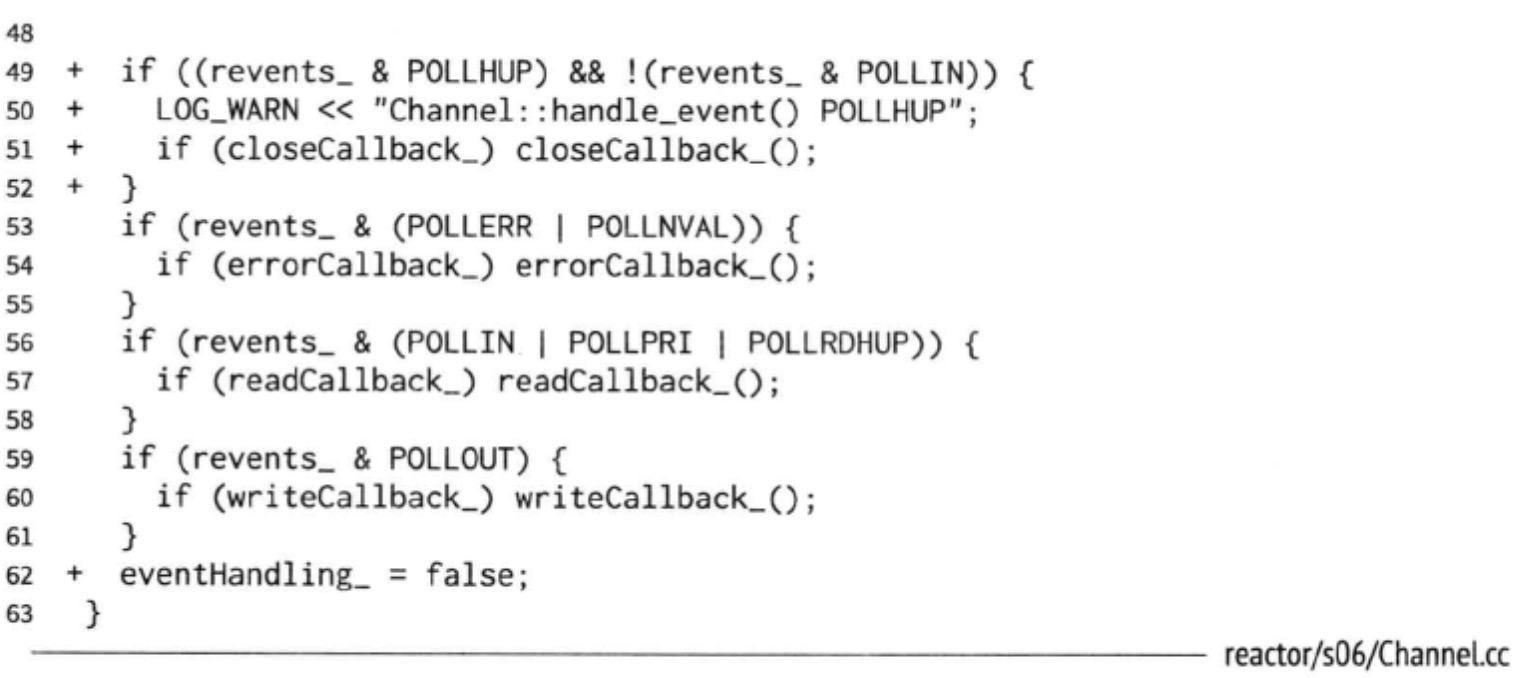 48
49 + if ((revents_ & POLLHUP) && !(revents_ & POLLIN)) {
50 + LOG_WARN << "Channel::handle_event() POLLHUP";
51 + if (closeCallback_) closeCallback_();
52 + }
53 if (revents_ & (POLLERR | POLLNVAL)) {
54 if (errorCallback_) errorCallback_();
55 }
56 if (revents_ & (POLLIN | POLLPRI | POLLRDHUP)) {
57 if (readCallback_) readCallback_();
58 }
59 if (revents_ & POLLOUT) {
60 if (writeCallback_) writeCallback_();
61 }
62 + eventHandling_ = false;
63 }
reactor/s06/Channel.cc